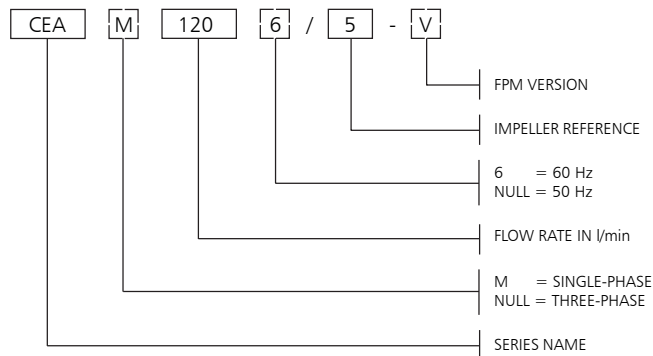 CEA M 120 6 / 5 - V
FPM VERSION
IMPELLER REFERENCE
6 = 60 Hz
NULL = 50 Hz
FLOW RATE IN l/min
M = SINGLE-PHASE
NULL = THREE-PHASE
SERIES NAME